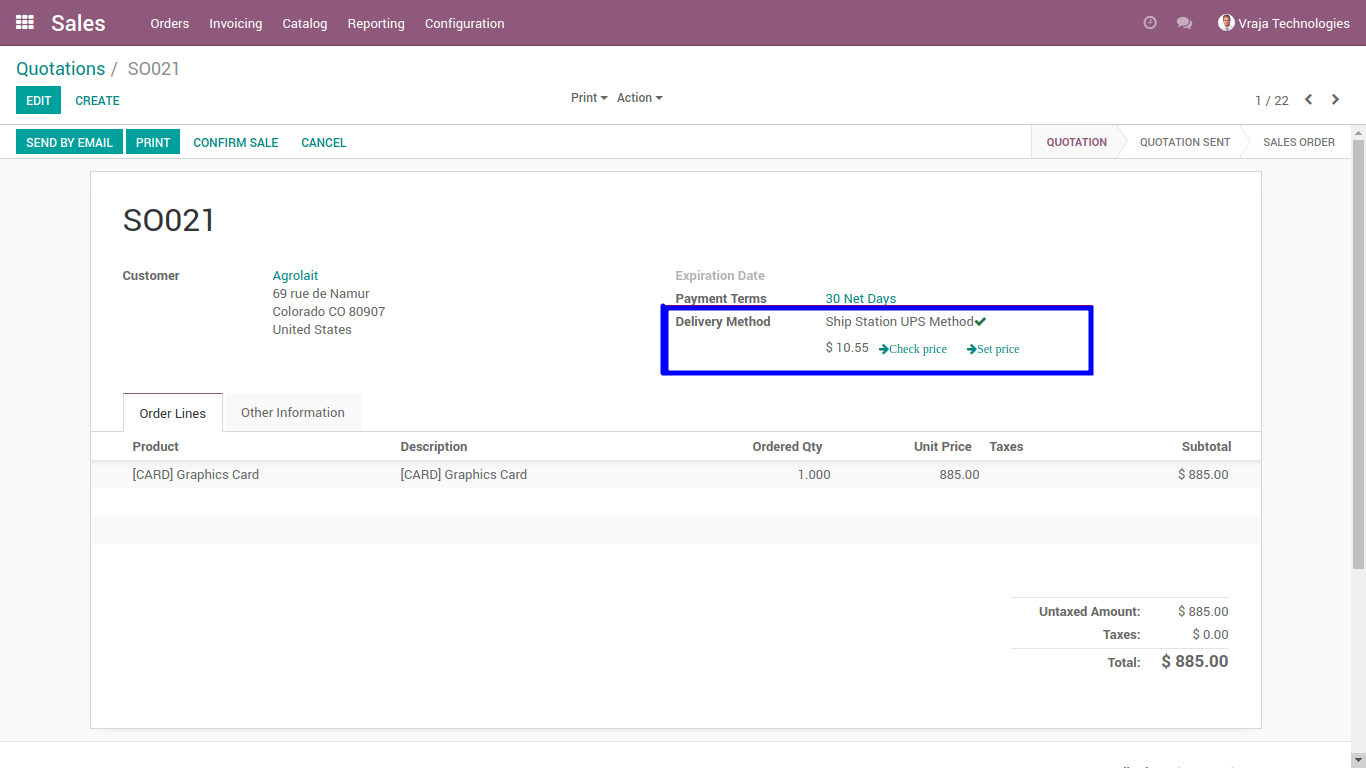 Sales Orders Invoicing Catalog Reporting Configuration Vraja Technologies
Quotations / SO021
EDIT CREATE Print Action 1 / 22
SEND BY EMAIL PRINT CONFIRM SALE CANCEL QUOTATION QUOTATION SENT SALES ORDER
SO021
Customer Agrolait Expiration Date
69 rue de Namur
Payment Terms 30 Net Days
Colorado CO 80907
Delivery Method Ship Station UPS Method
United States
$ 10.55 Check price Set price
Order Lines Other Information
Product Description Ordered Qty Unit Price Taxes Subtotal
[CARD] Graphics Card [CARD] Graphics Card 1.000 885.00 $ 885.00
Untaxed Amount: $ 885.00
Taxes: $ 0.00
Total: $ 885.00